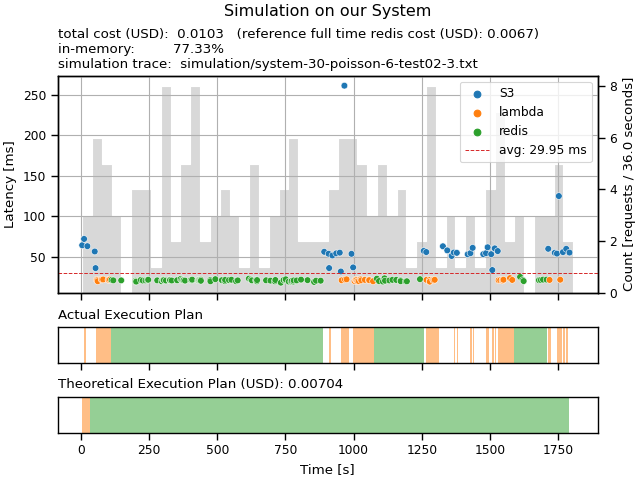 Simulation on our System
total cost (USD): 0.0103 (reference full time redis cost (USD): 0.0067)
in-memory: 77.33%
simulation trace: simulation/system-30-poisson-6-test02-3.txt
250
200
150
100
50
Latency [ms]
8
6
4
2
0
Count [requests / 36.0 seconds]
S3
lambda
redis
avg: 29.95 ms
Actual Execution Plan
Theoretical Execution Plan (USD): 0.00704
0 250 500 750 1000 1250 1500 1750
Time [s]